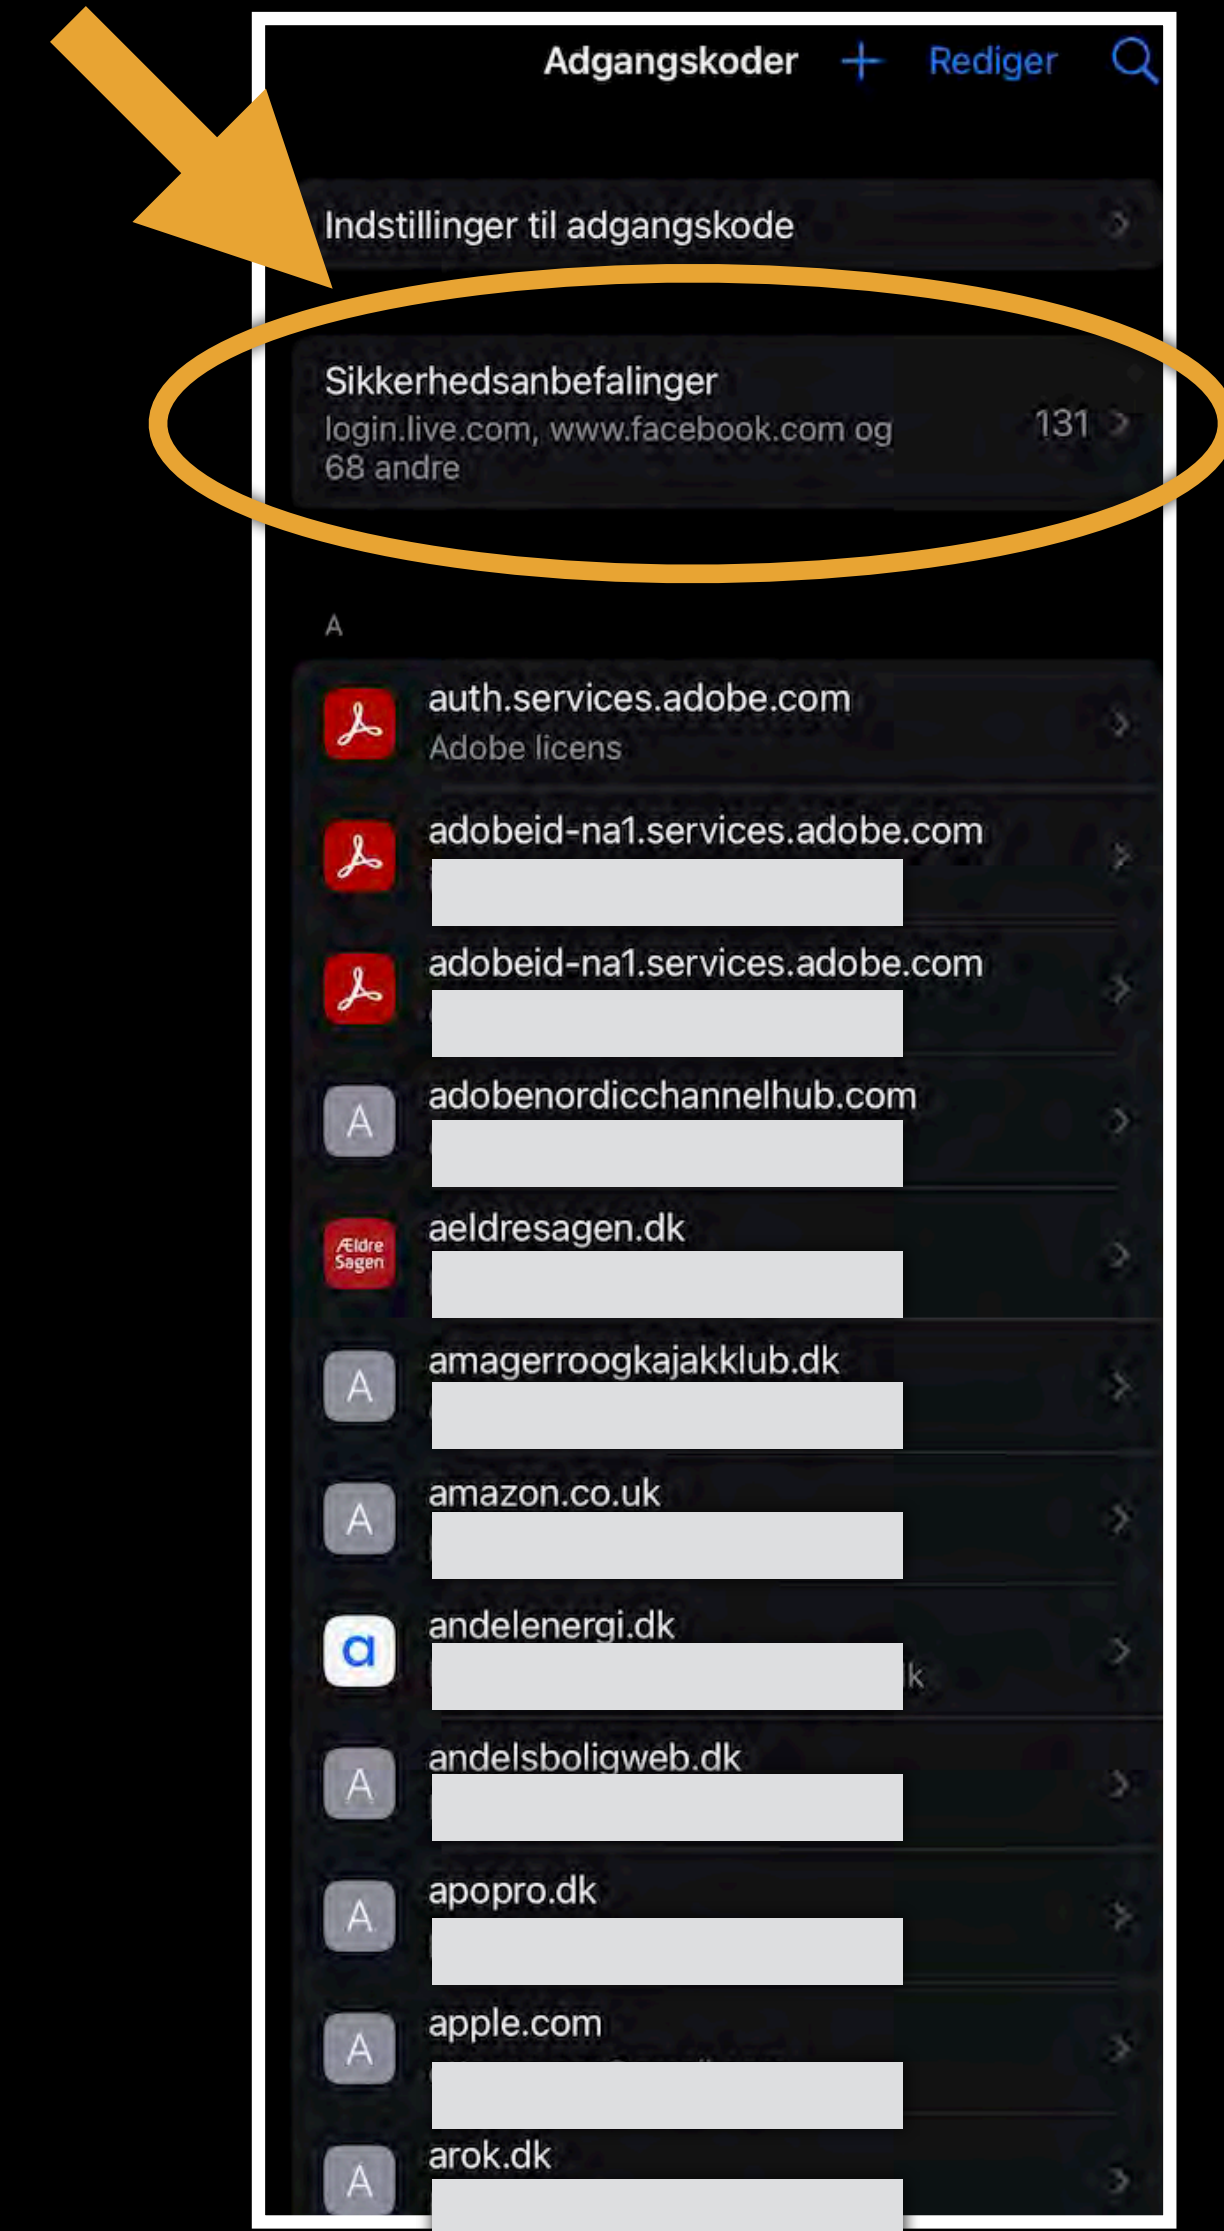 Adgangskoder + Rediger
Indstillinger til adgangskode
Sikkerhedsanbefalinger
login.live.com, www.facebook.com og
68 andre
131
A
auth.services.adobe.com
Adobe licens
adobeid-na1.services.adobe.com
adobeid-na1.services.adobe.com
A
adobenordicchannelhub.com
Ældre
Sagen
aeldresagen.dk
A
amagerroogkajakklub.dk
A
amazon.co.uk
a
andelenergi.dk
k
A
andelsboligweb.dk
A
apopro.dk
A
apple.com
A
arok.dk